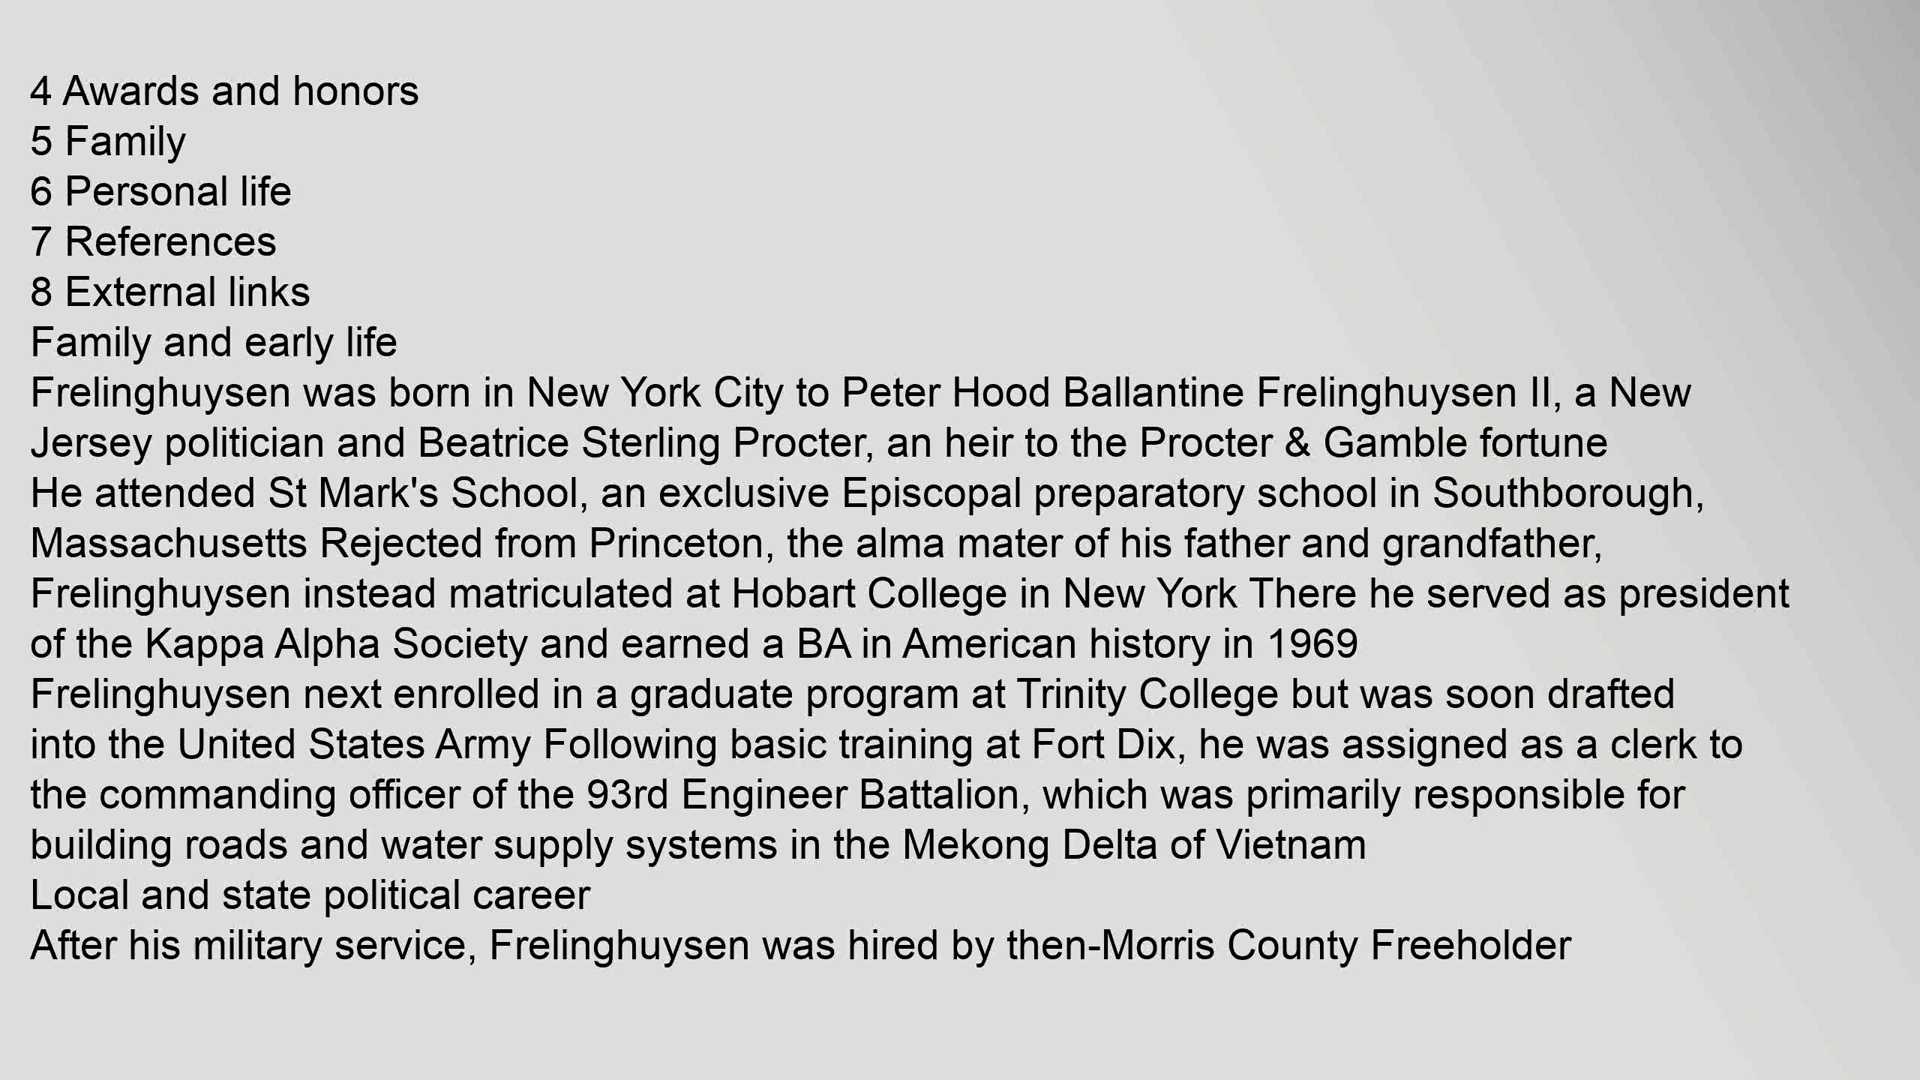 4 Awards and honors
5 Family
6 Personal life
7 References
8 External links
Family and early life
Frelinghuysen was born in New York City to Peter Hood Ballantine Frelinghuysen II, a New
Jersey politician and Beatrice Sterling Procter, an heir to the Procter & Gamble fortune
He attended St Mark's School, an exclusive Episcopal preparatory school in Southborough,
Massachusetts Rejected from Princeton, the alma mater of his father and grandfather,
Frelinghuysen instead matriculated at Hobart College in New York There he served as president
of the Kappa Alpha Society and earned a BA in American history in 1969
Frelinghuysen next enrolled in a graduate program at Trinity College but was soon drafted
into the United States Army Following basic training at Fort Dix, he was assigned as a clerk to
the commanding officer of the 93rd Engineer Battalion, which was primarily responsible for
building roads and water supply systems in the Mekong Delta of Vietnam
Local and state political career
After his military service, Frelinghuysen was hired by then-Morris County Freeholder